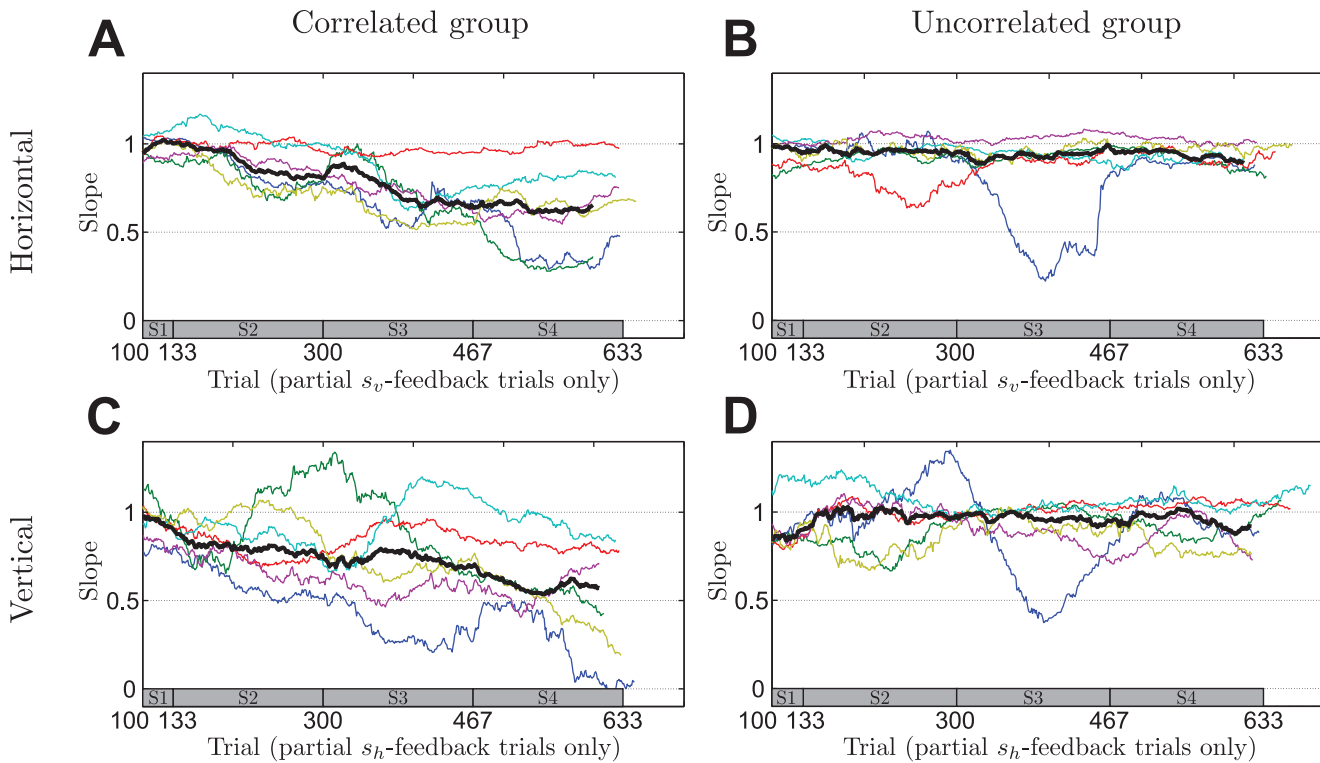 Correlated group
Uncorrelated group
A
B
Horizontal
Slope
1
0.5
0
S1 S2 S3 S4
100 133 300 467 633
Trial (partial sᵥ-feedback trials only)
Slope
1
0.5
0
S1 S2 S3 S4
100 133 300 467 633
Trial (partial sᵥ-feedback trials only)
C
D
Vertical
Slope
1
0.5
0
S1 S2 S3 S4
100 133 300 467 633
Trial (partial sₕ-feedback trials only)
Slope
1
0.5
0
S1 S2 S3 S4
100 133 300 467 633
Trial (partial sₕ-feedback trials only)